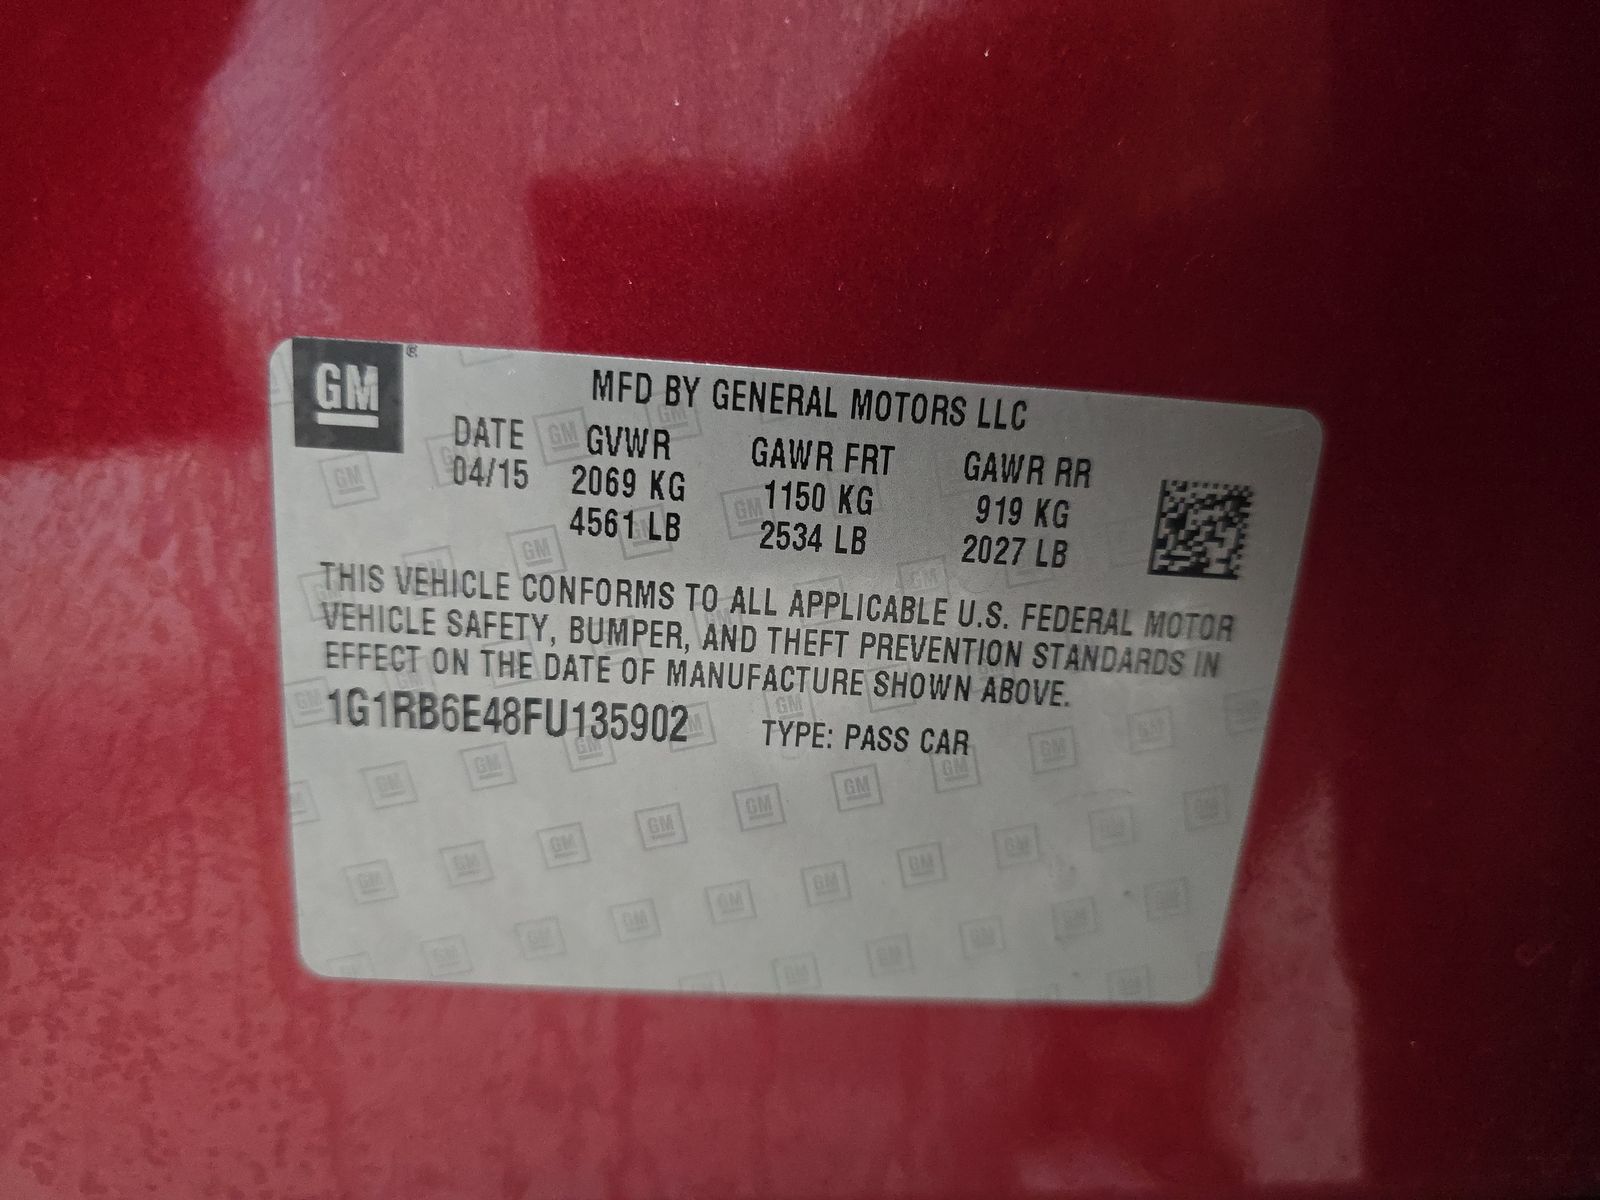 GM ®
MFD BY GENERAL MOTORS LLC
DATE GVWR GAWR FRT GAWR RR
04/15 2069 KG 1150 KG 919 KG
4561 LB 2534 LB 2027 LB
THIS VEHICLE CONFORMS TO ALL APPLICABLE U.S. FEDERAL MOTOR
VEHICLE SAFETY, BUMPER, AND THEFT PREVENTION STANDARDS IN
EFFECT ON THE DATE OF MANUFACTURE SHOWN ABOVE.
1G1RB6E48FU135902 TYPE: PASS CAR